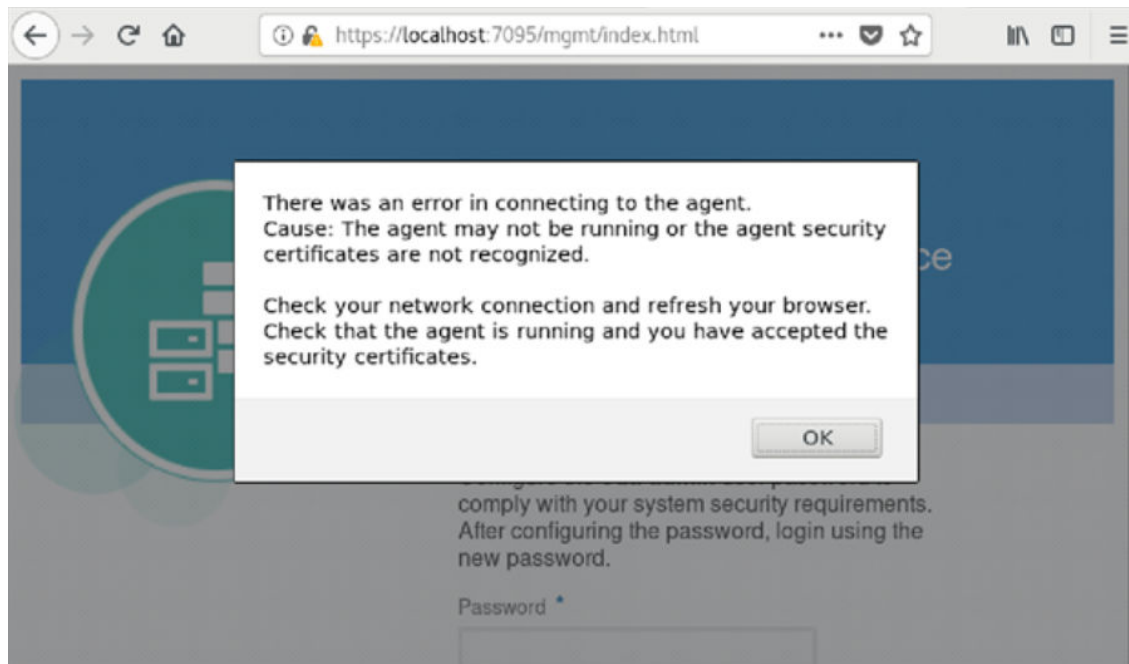 https://localhost:7095/mgmt/index.html
There was an error in connecting to the agent.
Cause: The agent may not be running or the agent security
certificates are not recognized.
Check your network connection and refresh your browser.
Check that the agent is running and you have accepted the
security certificates.
OK
comply with your system security requirements.
After configuring the password, login using the
new password.
Password *